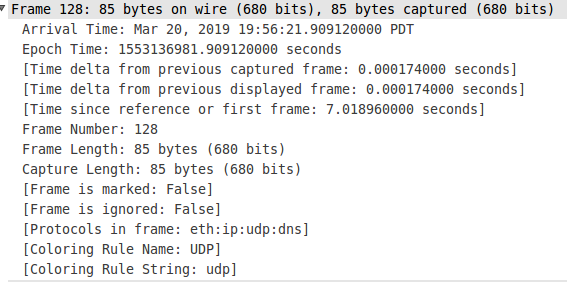 Frame 128: 85 bytes on wire (680 bits), 85 bytes captured (680 bits)
Arrival Time: Mar 20, 2019 19:56:21.909120000 PDT
Epoch Time: 1553136981.909120000 seconds
[Time delta from previous captured frame: 0.000174000 seconds]
[Time delta from previous displayed frame: 0.000174000 seconds]
[Time since reference or first frame: 7.018960000 seconds]
Frame Number: 128
Frame Length: 85 bytes (680 bits)
Capture Length: 85 bytes (680 bits)
[Frame is marked: False]
[Frame is ignored: False]
[Protocols in frame: eth:ip:udp:dns]
[Coloring Rule Name: UDP]
[Coloring Rule String: udp]